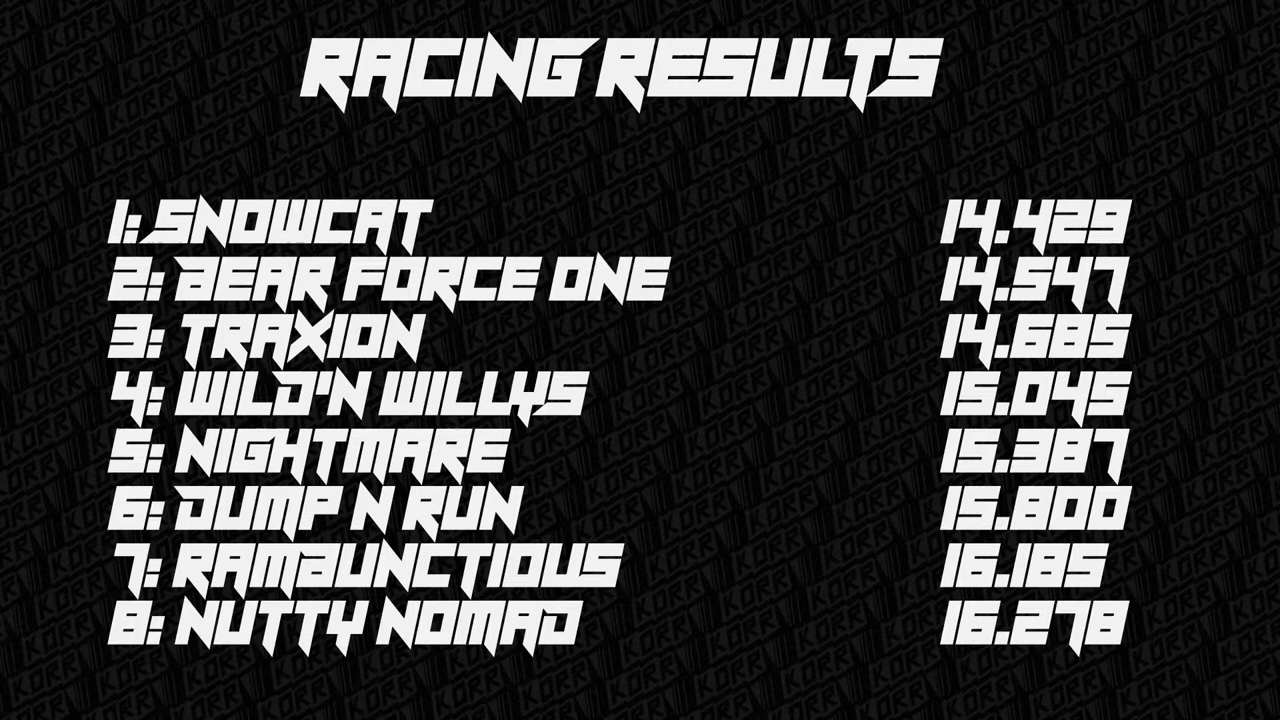 RACING RESULTS
1: SNOWCAT 14.429
2: BEAR FORCE ONE 14.547
3: TRAXION 14.685
4: WILD'N WILLYS 15.045
5: NIGHTMARE 15.387
6: DUMP N RUN 15.800
7: RAMBUNCTIOUS 16.185
8: NUTTY NOMAD 16.278